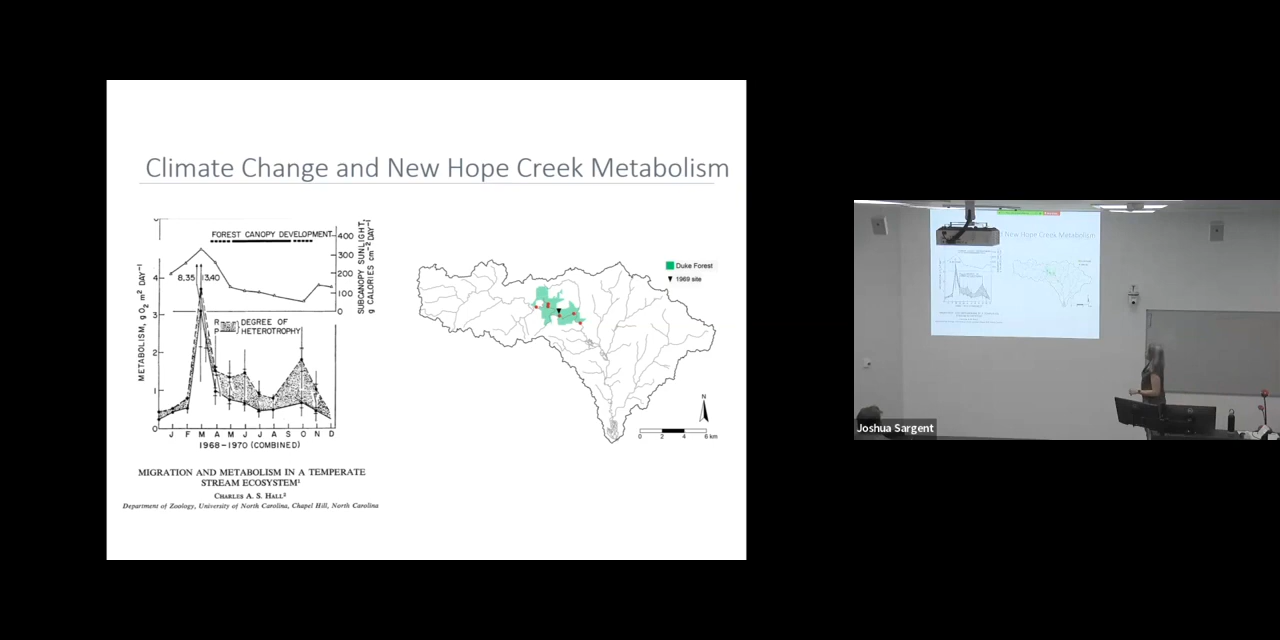 Climate Change and New Hope Creek Metabolism
FOREST CANOPY DEVELOPMENT
METABOLISM, g O2 m2 DAY-1
SUBCANOPY SUNLIGHT,
g CALORIES cm-2 DAY-1
400
300
200
100
0
8,35
13,40
4
3
2
1
0
R
P
DEGREE OF
HETEROTROPHY
J F M A M J J A S O N D
1968-1970 (COMBINED)
MIGRATION AND METABOLISM IN A TEMPERATE
STREAM ECOSYSTEM1
CHARLES A. S. HALL2
Department of Zoology, University of North Carolina, Chapel Hill, North Carolina
Duke Forest
1969 site
N
0 2 4 6 km
New Hope Creek Metabolism
Joshua Sargent